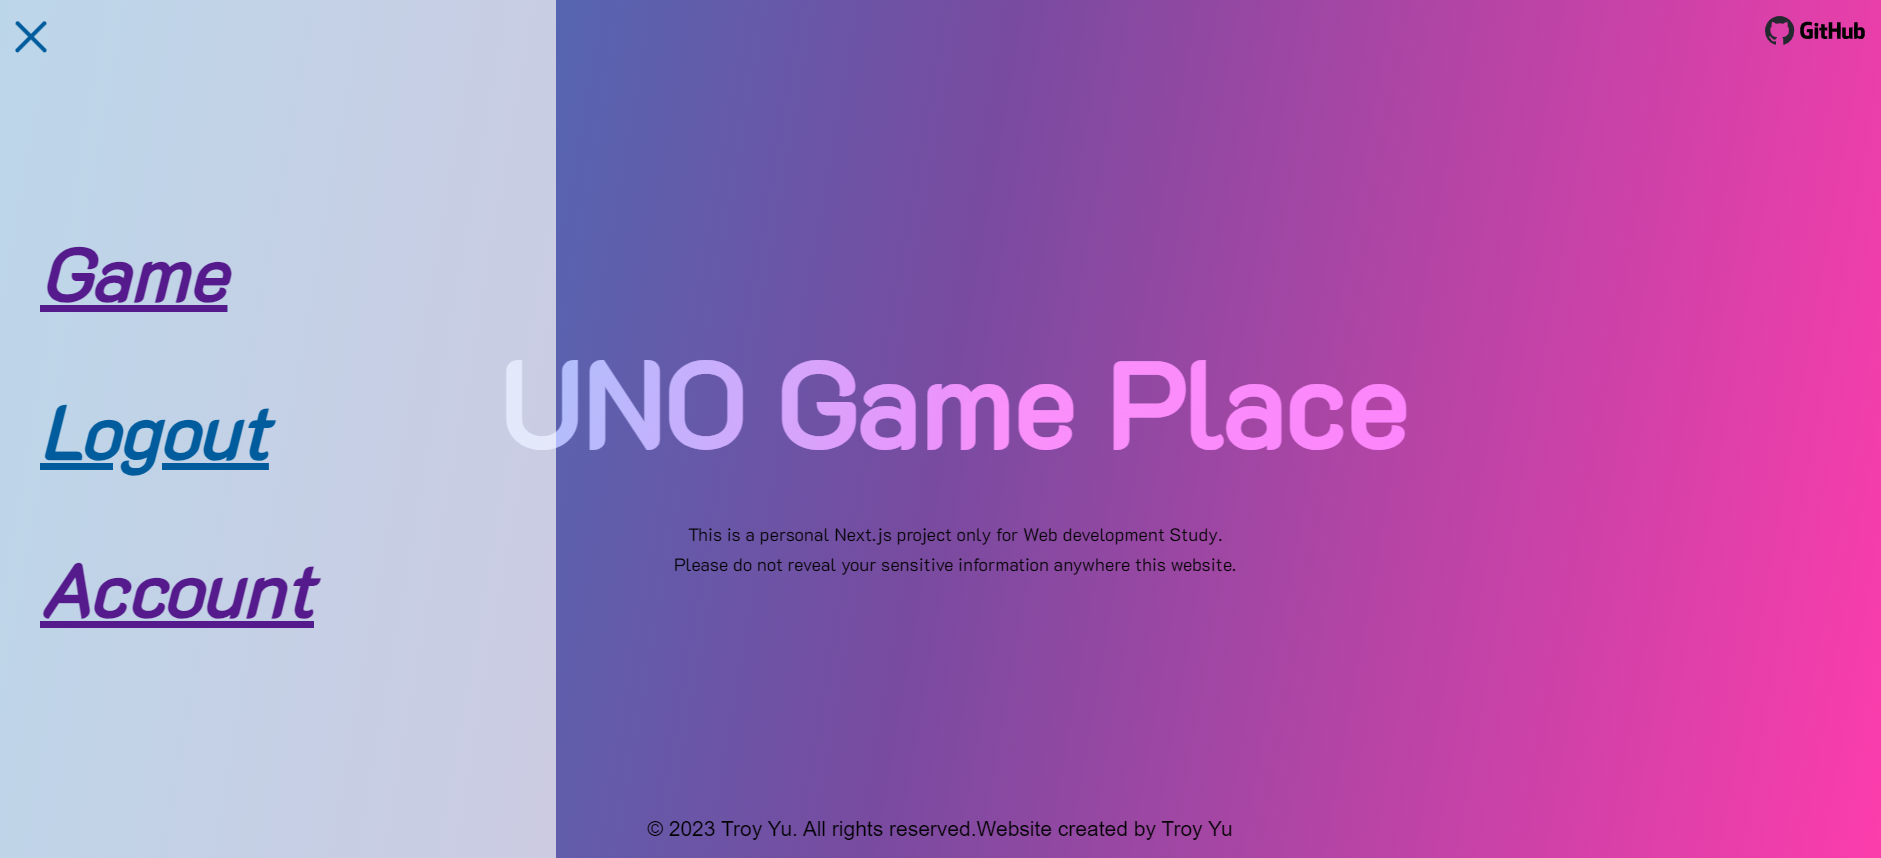 GitHub
Game
Logout
Account
UNO Game Place
This is a personal Next.js project only for Web development Study.
Please do not reveal your sensitive information anywhere this website.
© 2023 Troy Yu. All rights reserved.Website created by Troy Yu